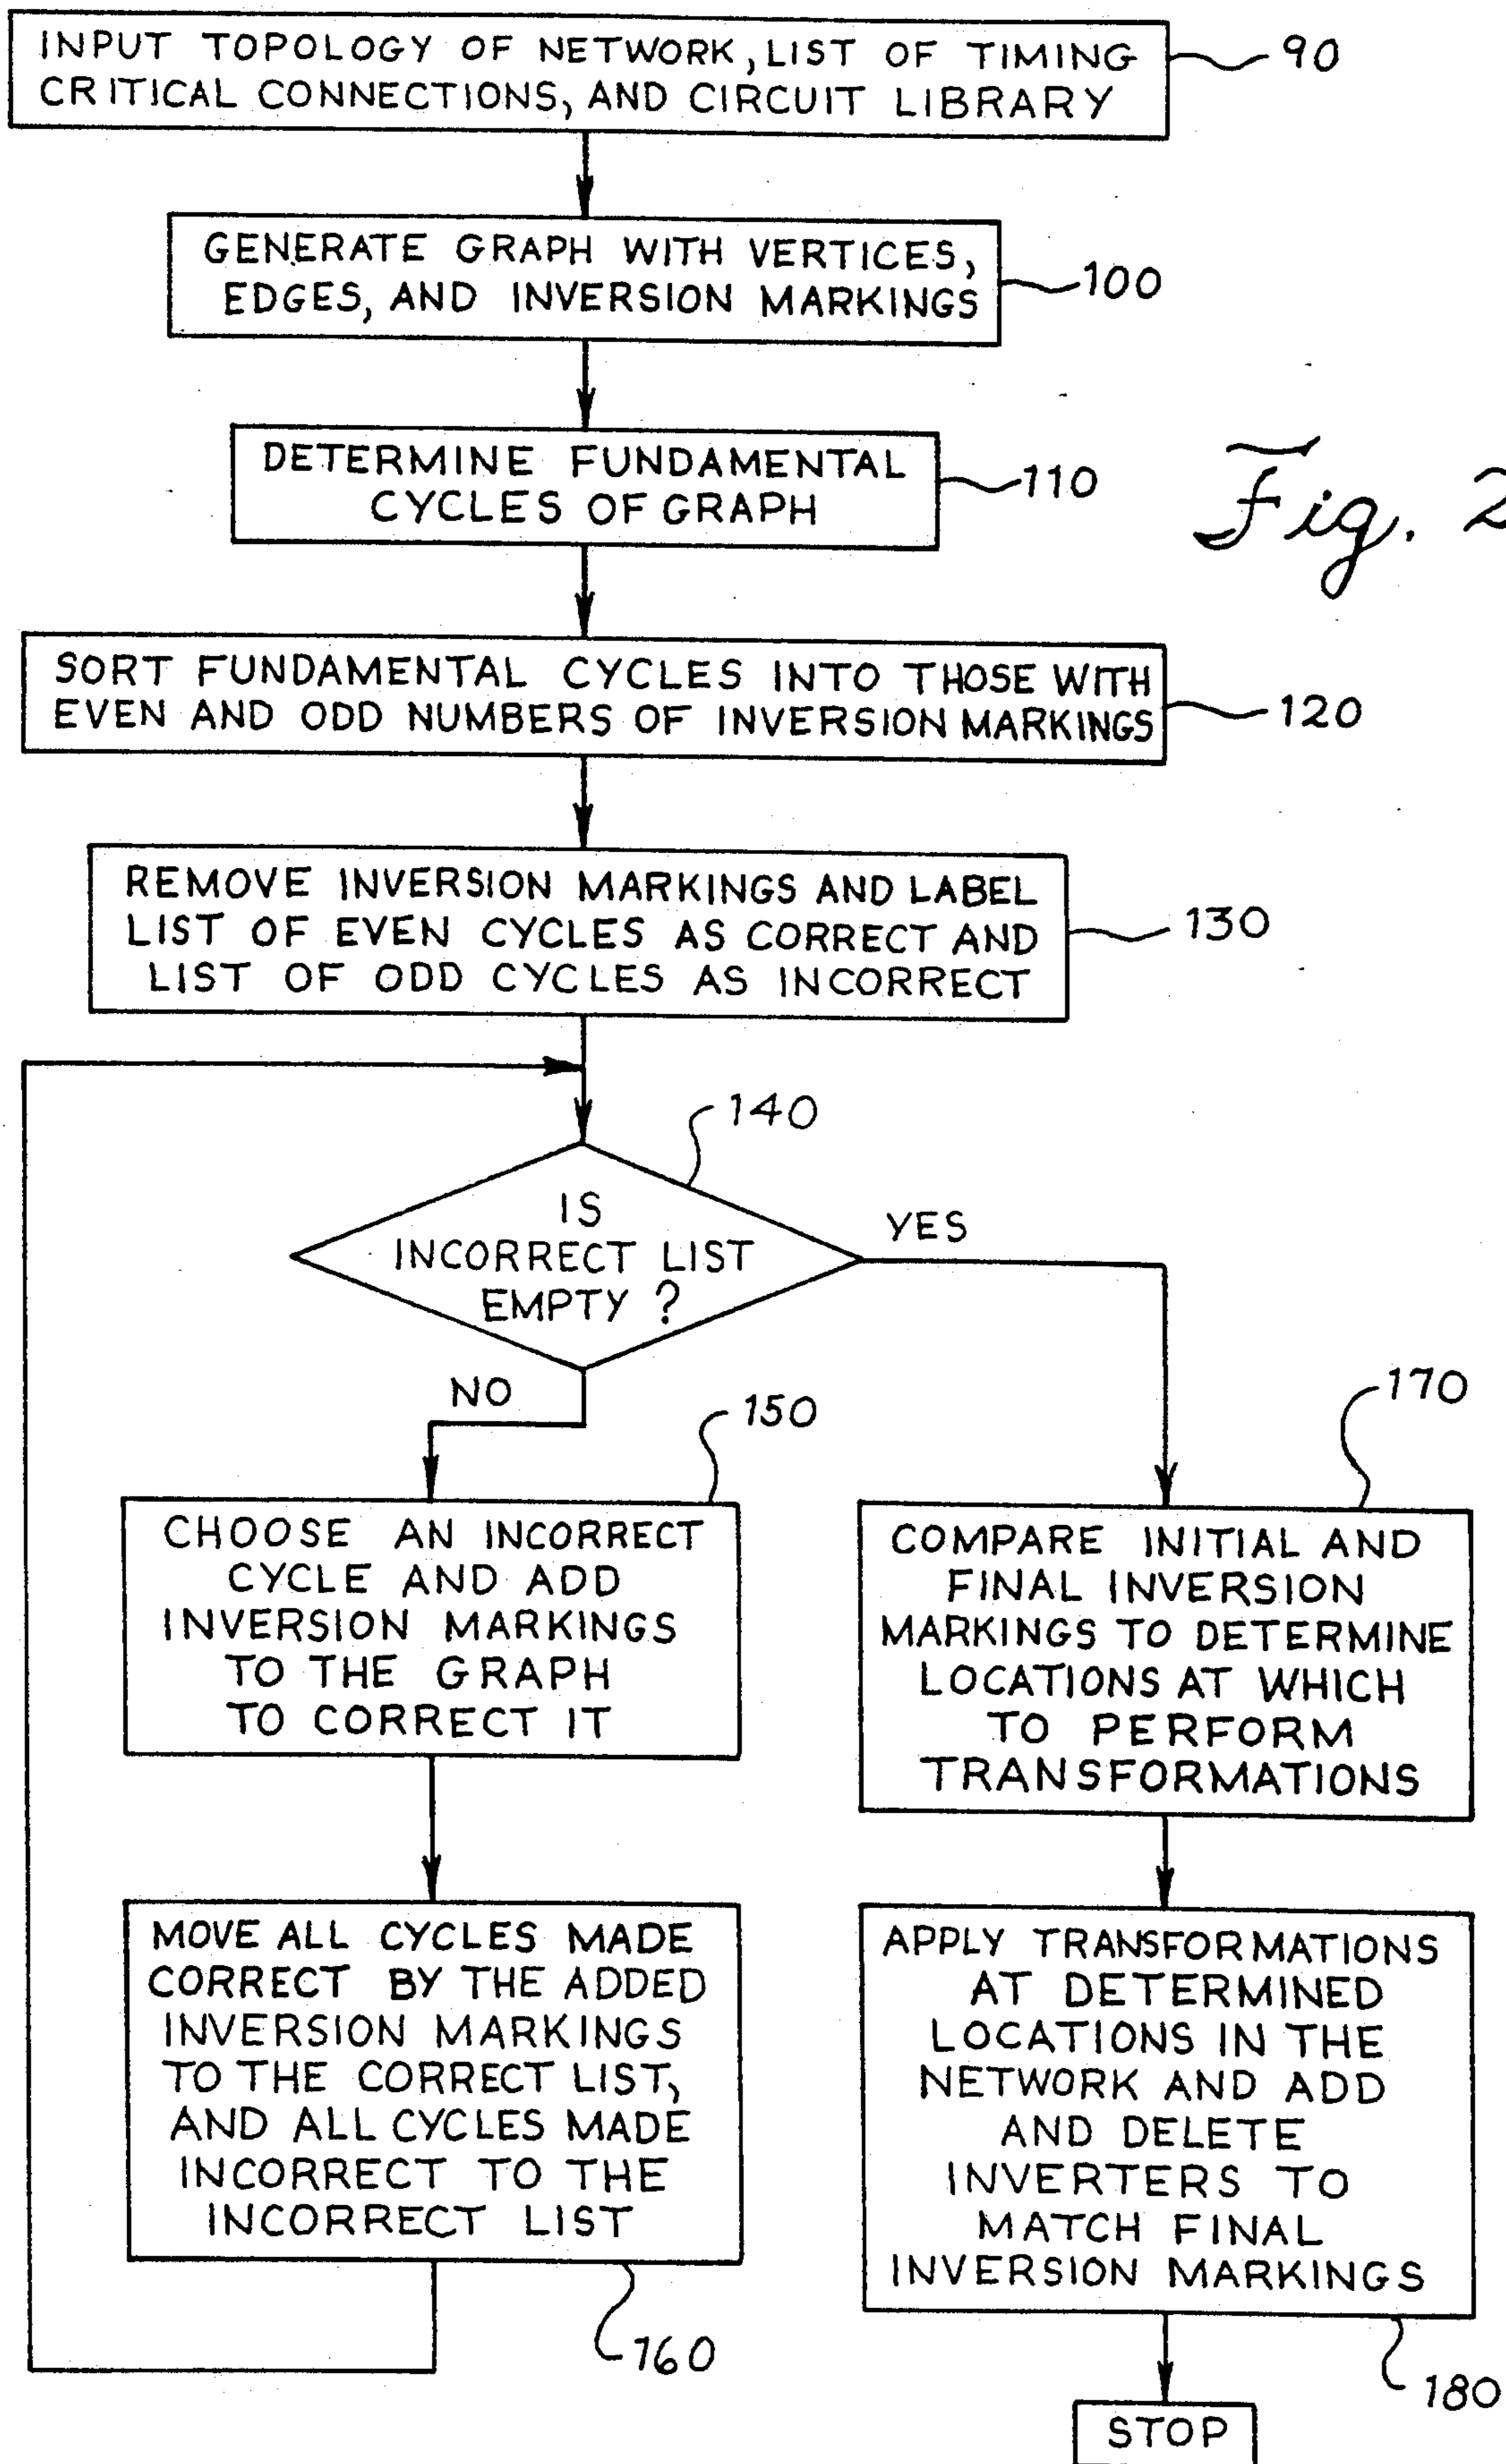 INPUT TOPOLOGY OF NETWORK, LIST OF TIMING
CRITICAL CONNECTIONS, AND CIRCUIT LIBRARY
90
GENERATE GRAPH WITH VERTICES,
EDGES, AND INVERSION MARKINGS
100
DETERMINE FUNDAMENTAL
CYCLES OF GRAPH
110
Fig. 2
SORT FUNDAMENTAL CYCLES INTO THOSE WITH
EVEN AND ODD NUMBERS OF INVERSION MARKINGS
120
REMOVE INVERSION MARKINGS AND LABEL
LIST OF EVEN CYCLES AS CORRECT AND
LIST OF ODD CYCLES AS INCORRECT
130
140
IS
INCORRECT LIST
EMPTY ?
YES
NO
150
CHOOSE AN INCORRECT
CYCLE AND ADD
INVERSION MARKINGS
TO THE GRAPH
TO CORRECT IT
MOVE ALL CYCLES MADE
CORRECT BY THE ADDED
INVERSION MARKINGS
TO THE CORRECT LIST,
AND ALL CYCLES MADE
INCORRECT TO THE
INCORRECT LIST
160
170
COMPARE INITIAL AND
FINAL INVERSION
MARKINGS TO DETERMINE
LOCATIONS AT WHICH
TO PERFORM
TRANSFORMATIONS
APPLY TRANSFORMATIONS
AT DETERMINED
LOCATIONS IN THE
NETWORK AND ADD
AND DELETE
INVERTERS TO
MATCH FINAL
INVERSION MARKINGS
180
STOP